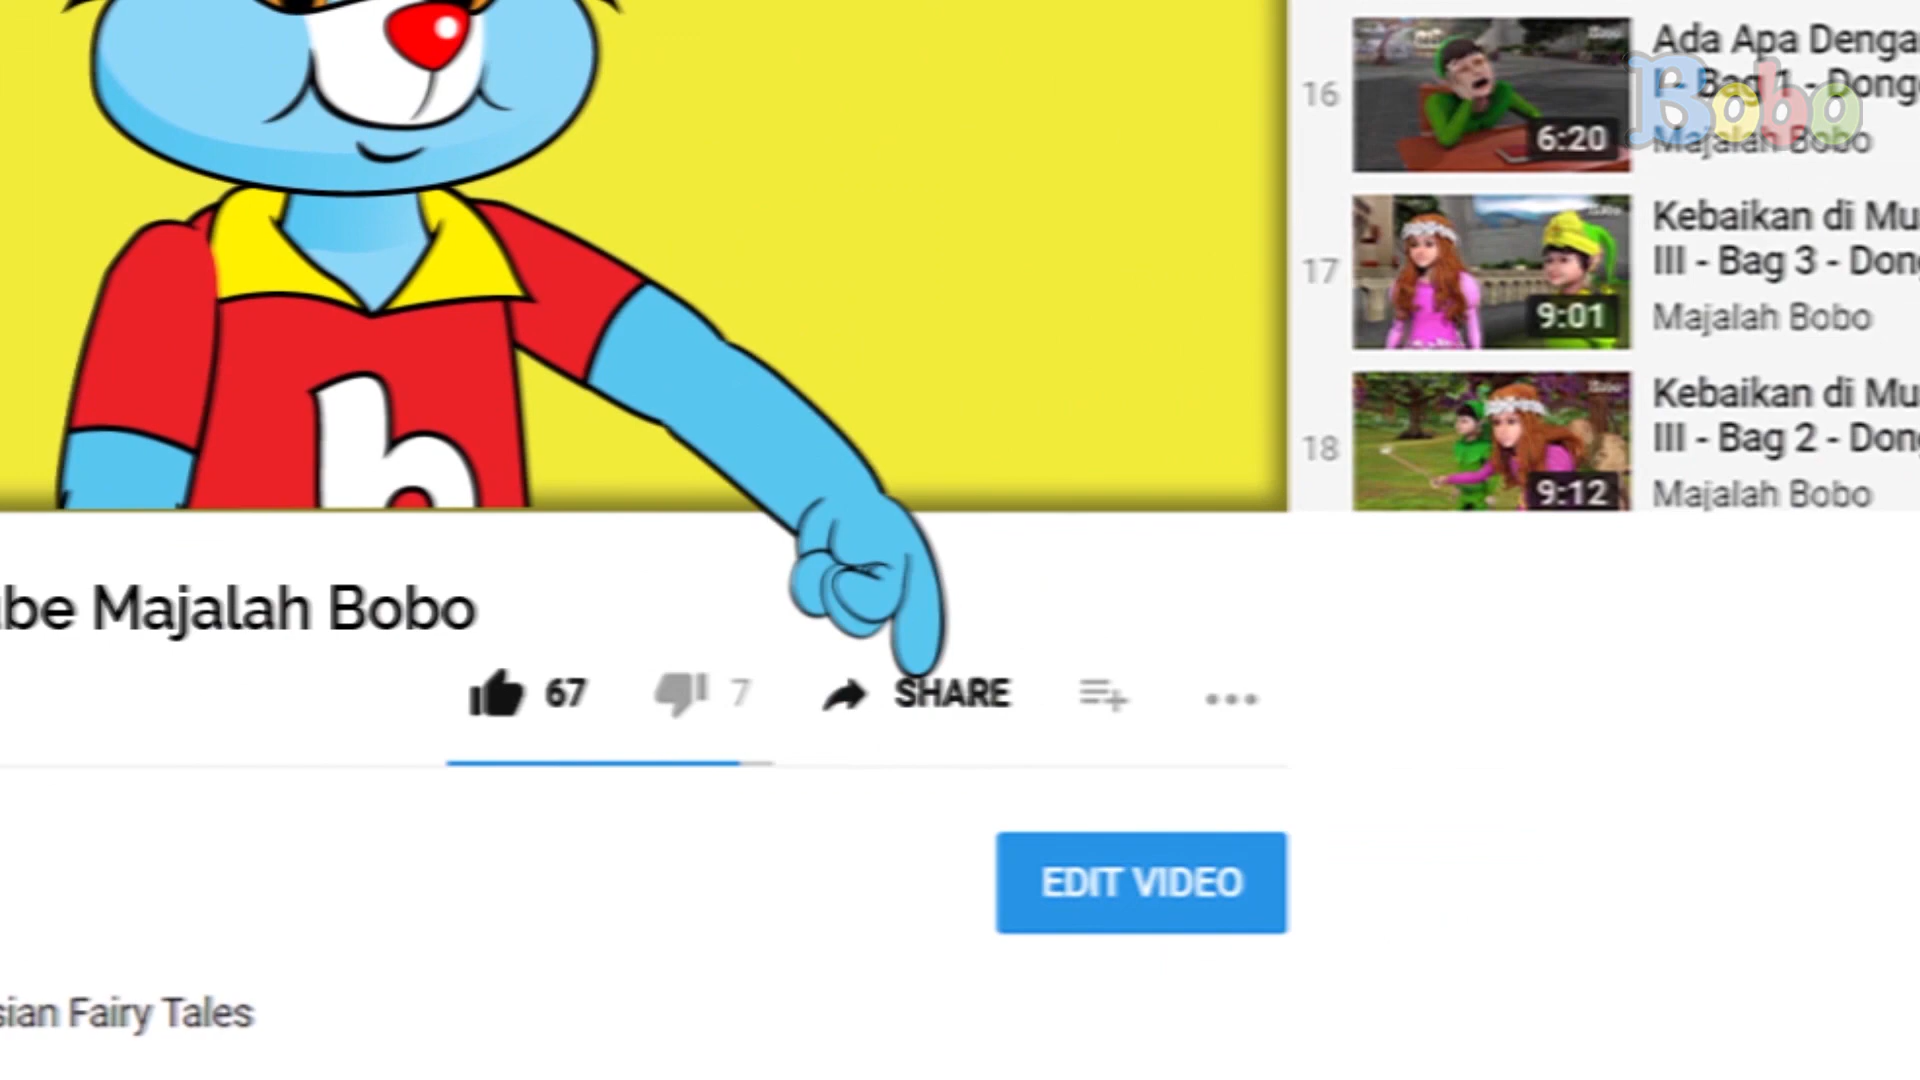 h
be Majalah Bobo
67
7
SHARE
EDIT VIDEO
sian Fairy Tales
16
6:20
Ada Apa Denga
I - Bag 1 - Dong
Majalah Bobo
Bobo
17
9:01
Kebaikan di Mu
III - Bag 3 - Don
Majalah Bobo
18
9:12
Kebaikan di Mu
III - Bag 2 - Don
Majalah Bobo